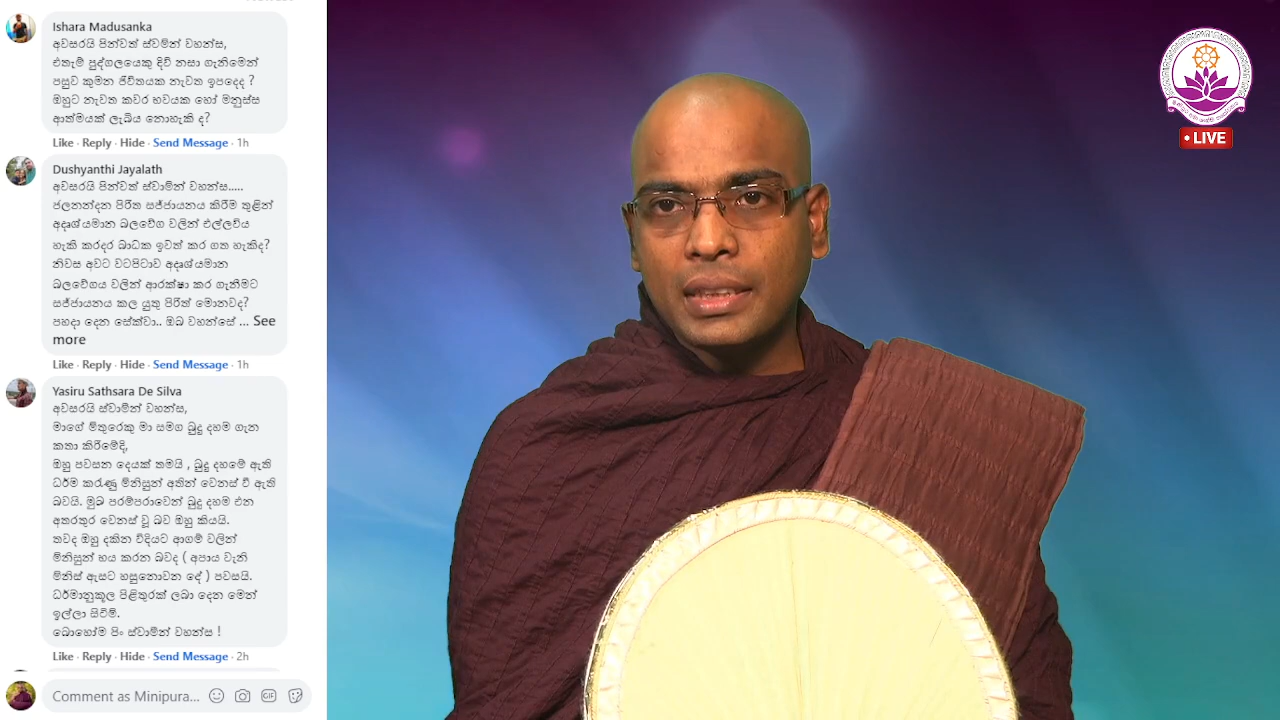 Ishara Madusanka
අවසරයි පින්වත් ස්වමින් වහන්ස,
එතැම් පුද්ගලයෙකු දිවි නසා ගැනිමෙන්
පසුව කුමන ජිවිතයක නැවත ඉපදෙද ?
ඔහුට නැවත කවර භවයක හෝ මනුස්ස
ආත්මයක් ලැබිය නොහැකි ද?
Like · Reply · Hide · Send Message · 1h
Dushyanthi Jayalath
අවසරයි පින්වත් ස්වාමින් වහන්ස.....
ජලනන්දන පිරිත සජ්ජායනය කිරීම තුළින්
අදෘශ්‍යමාන බලවේග වලින් එල්ලවිය
හැකි කරදර බාධක ඉවත් කර ගත හැකිද?
නිවස අවට වටපිටාව අදෘශ්‍යමාන
බලවේගය වලින් ආරක්ෂා කර ගැනීමට
සජ්ජායනය කල යුතු පිරිත් මොනවද?
පහදා දෙන සේක්වා.. ඔබ වහන්සේ ... See
more
Like · Reply · Hide · Send Message · 1h
Yasiru Sathsara De Silva
අවසරයි ස්වාමින් වහන්ස,
මාගේ මිතුරෙකු මා සමග බුදු දහම ගැන
කතා කිරීමේදි,
ඔහු පවසන දෙයක් තමයි , බුදු දහමේ ඇති
ධර්ම කරුණු මිනිසුන් අතින් වෙනස් වී ඇති
බවයි. මුඛ පරම්පරාවෙන් බුදු දහම එන
අතරතුර වෙනස් වූ බව ඔහු කියයි.
තවද ඔහු දකින විදියට ආගම් වලින්
මිනිසුන් භය කරන බවද ( අපාය වැනි
මිනිස් ඇසට හසුනොවන දේ ) පවසයි.
ධර්මානුකූල පිළිතුරක් ලබා දෙන මෙන්
ඉල්ලා සිටිමි.
බොහෝම පිං ස්වාමින් වහන්ස !
Like · Reply · Hide · Send Message · 2h
Comment as Minipura...
GIF
LIVE